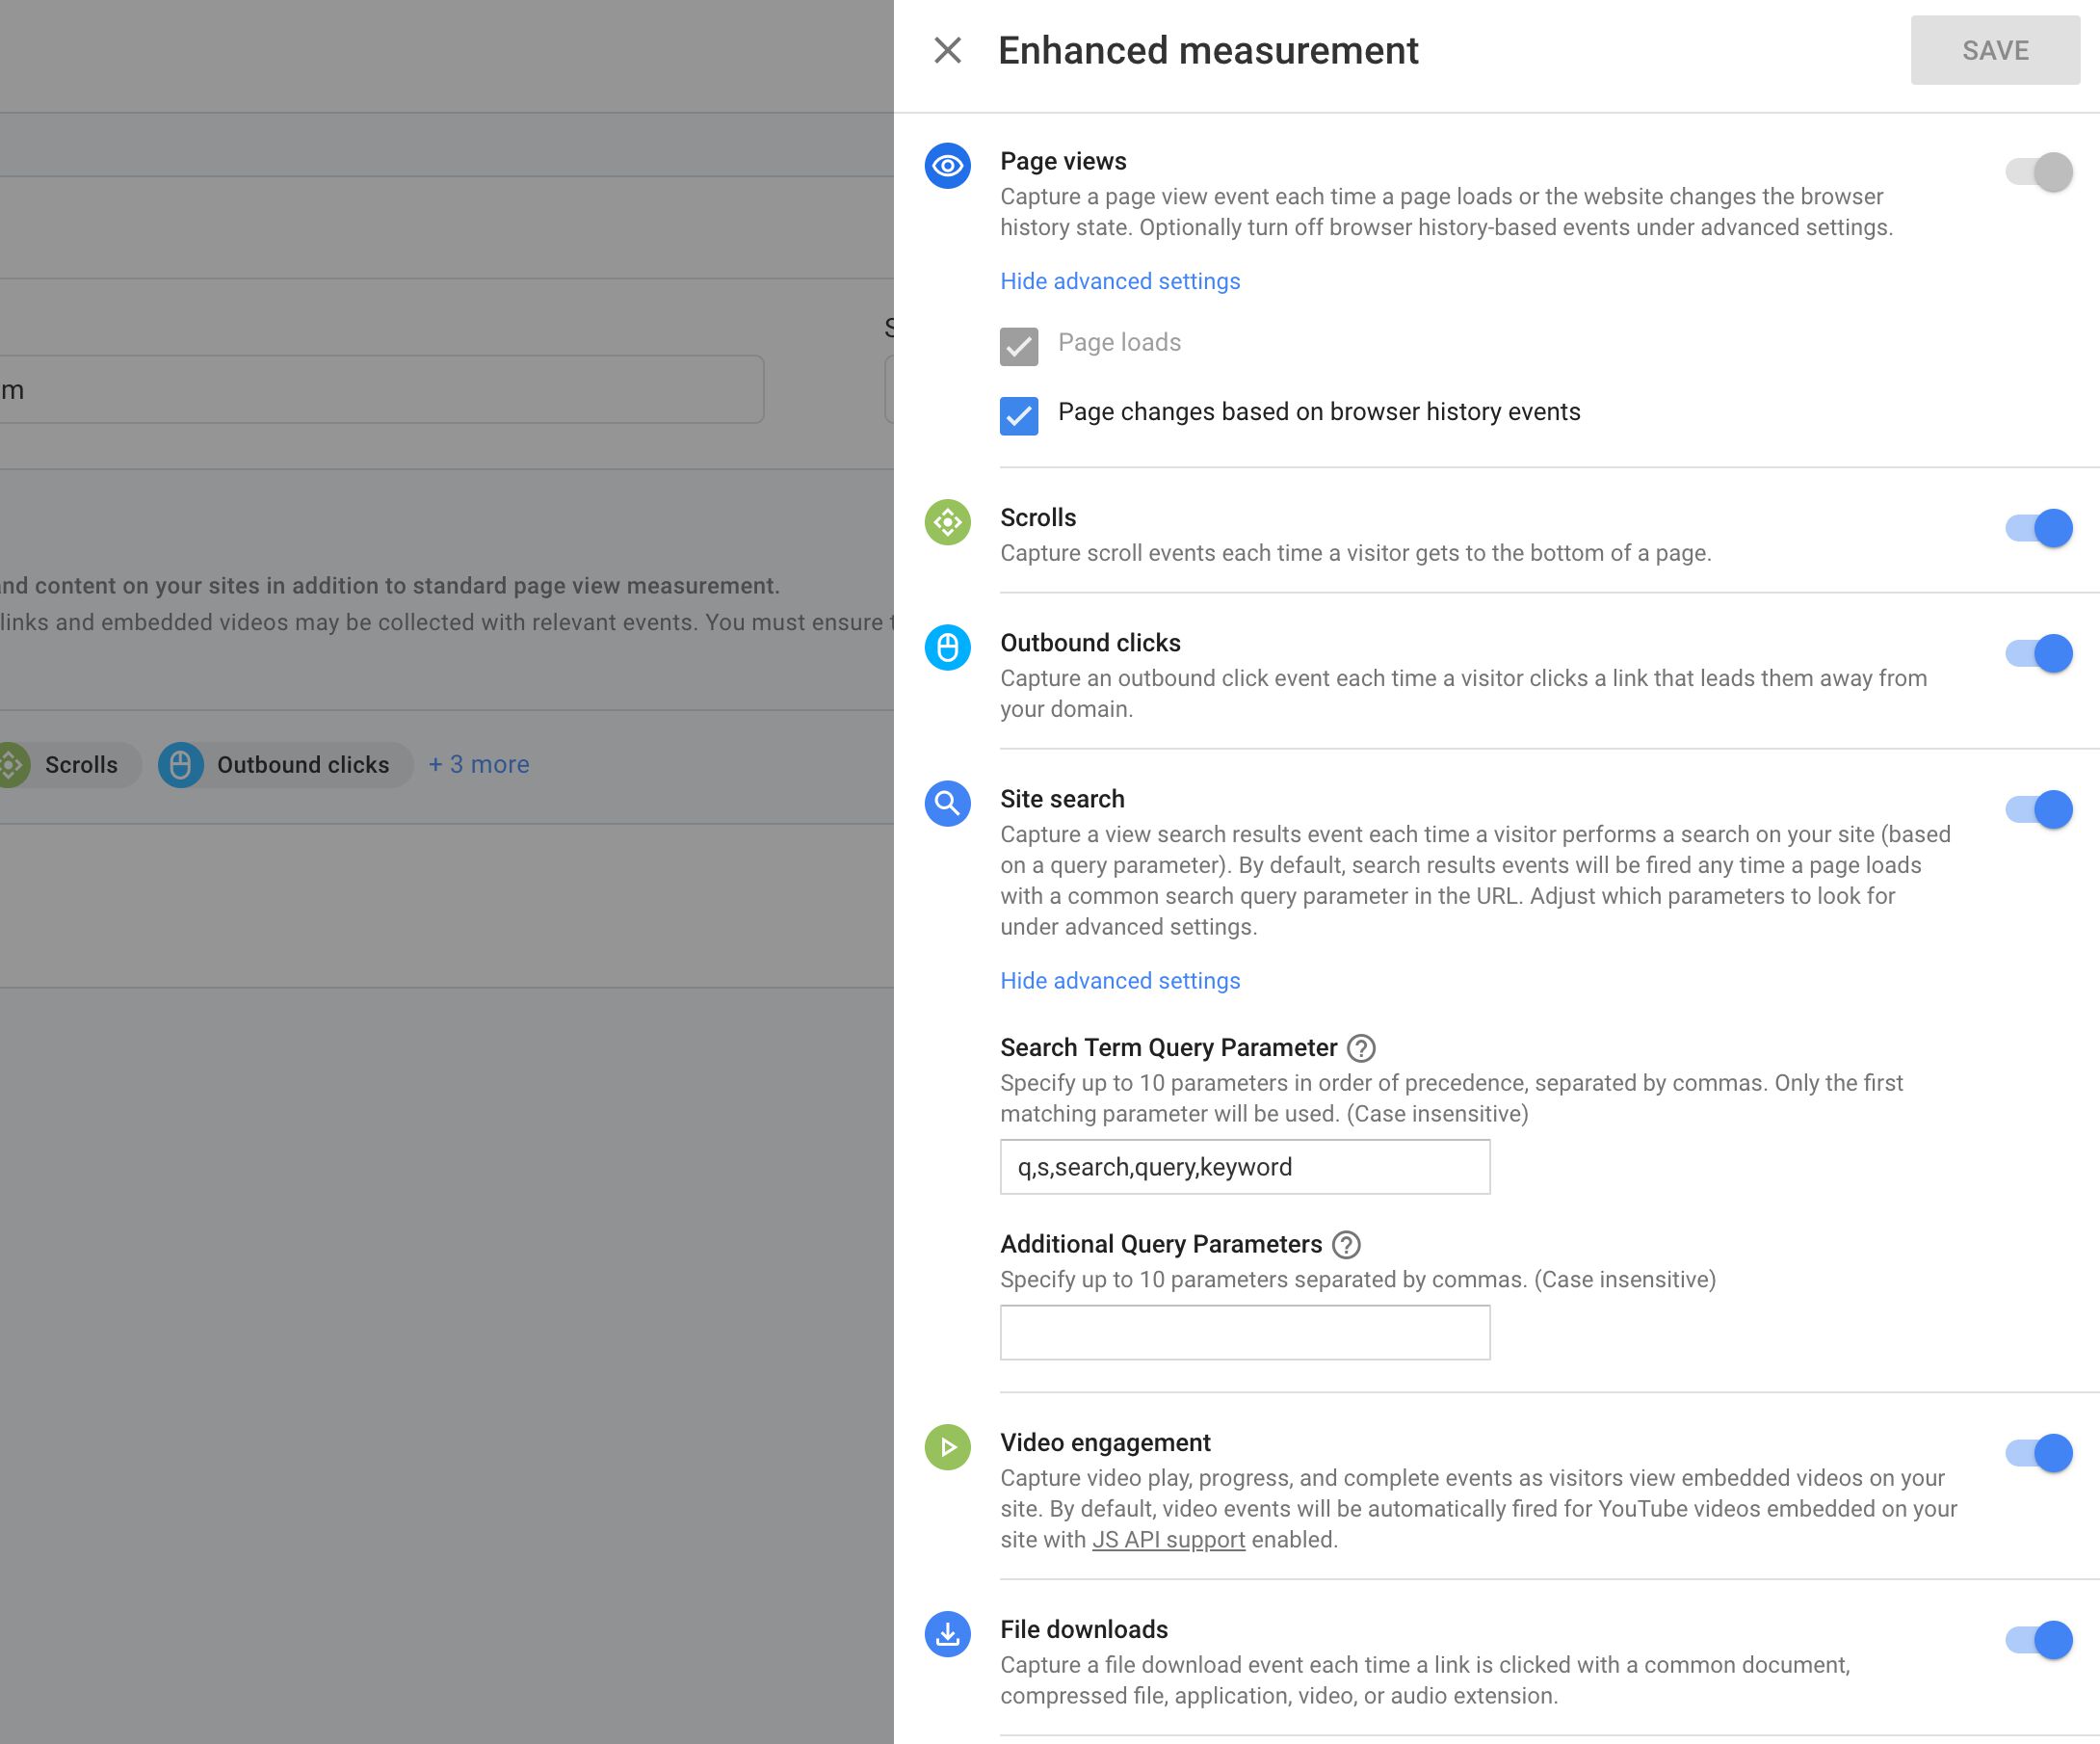 Enhanced measurement
SAVE
Page views
Capture a page view event each time a page loads or the website changes the browser
history state. Optionally turn off browser history-based events under advanced settings.
Hide advanced settings
Page loads
Page changes based on browser history events
Scrolls
Capture scroll events each time a visitor gets to the bottom of a page.
Outbound clicks
Capture an outbound click event each time a visitor clicks a link that leads them away from
your domain.
Site search
Capture a view search results event each time a visitor performs a search on your site (based
on a query parameter). By default, search results events will be fired any time a page loads
with a common search query parameter in the URL. Adjust which parameters to look for
under advanced settings.
Hide advanced settings
Search Term Query Parameter
Specify up to 10 parameters in order of precedence, separated by commas. Only the first
matching parameter will be used. (Case insensitive)
q,s,search,query,keyword
Additional Query Parameters
Specify up to 10 parameters separated by commas. (Case insensitive)
Video engagement
Capture video play, progress, and complete events as visitors view embedded videos on your
site. By default, video events will be automatically fired for YouTube videos embedded on your
site with JS API support enabled.
File downloads
Capture a file download event each time a link is clicked with a common document,
compressed file, application, video, or audio extension.
m
nd content on your sites in addition to standard page view measurement.
links and embedded videos may be collected with relevant events. You must ensure
Scrolls
Outbound clicks
+ 3 more